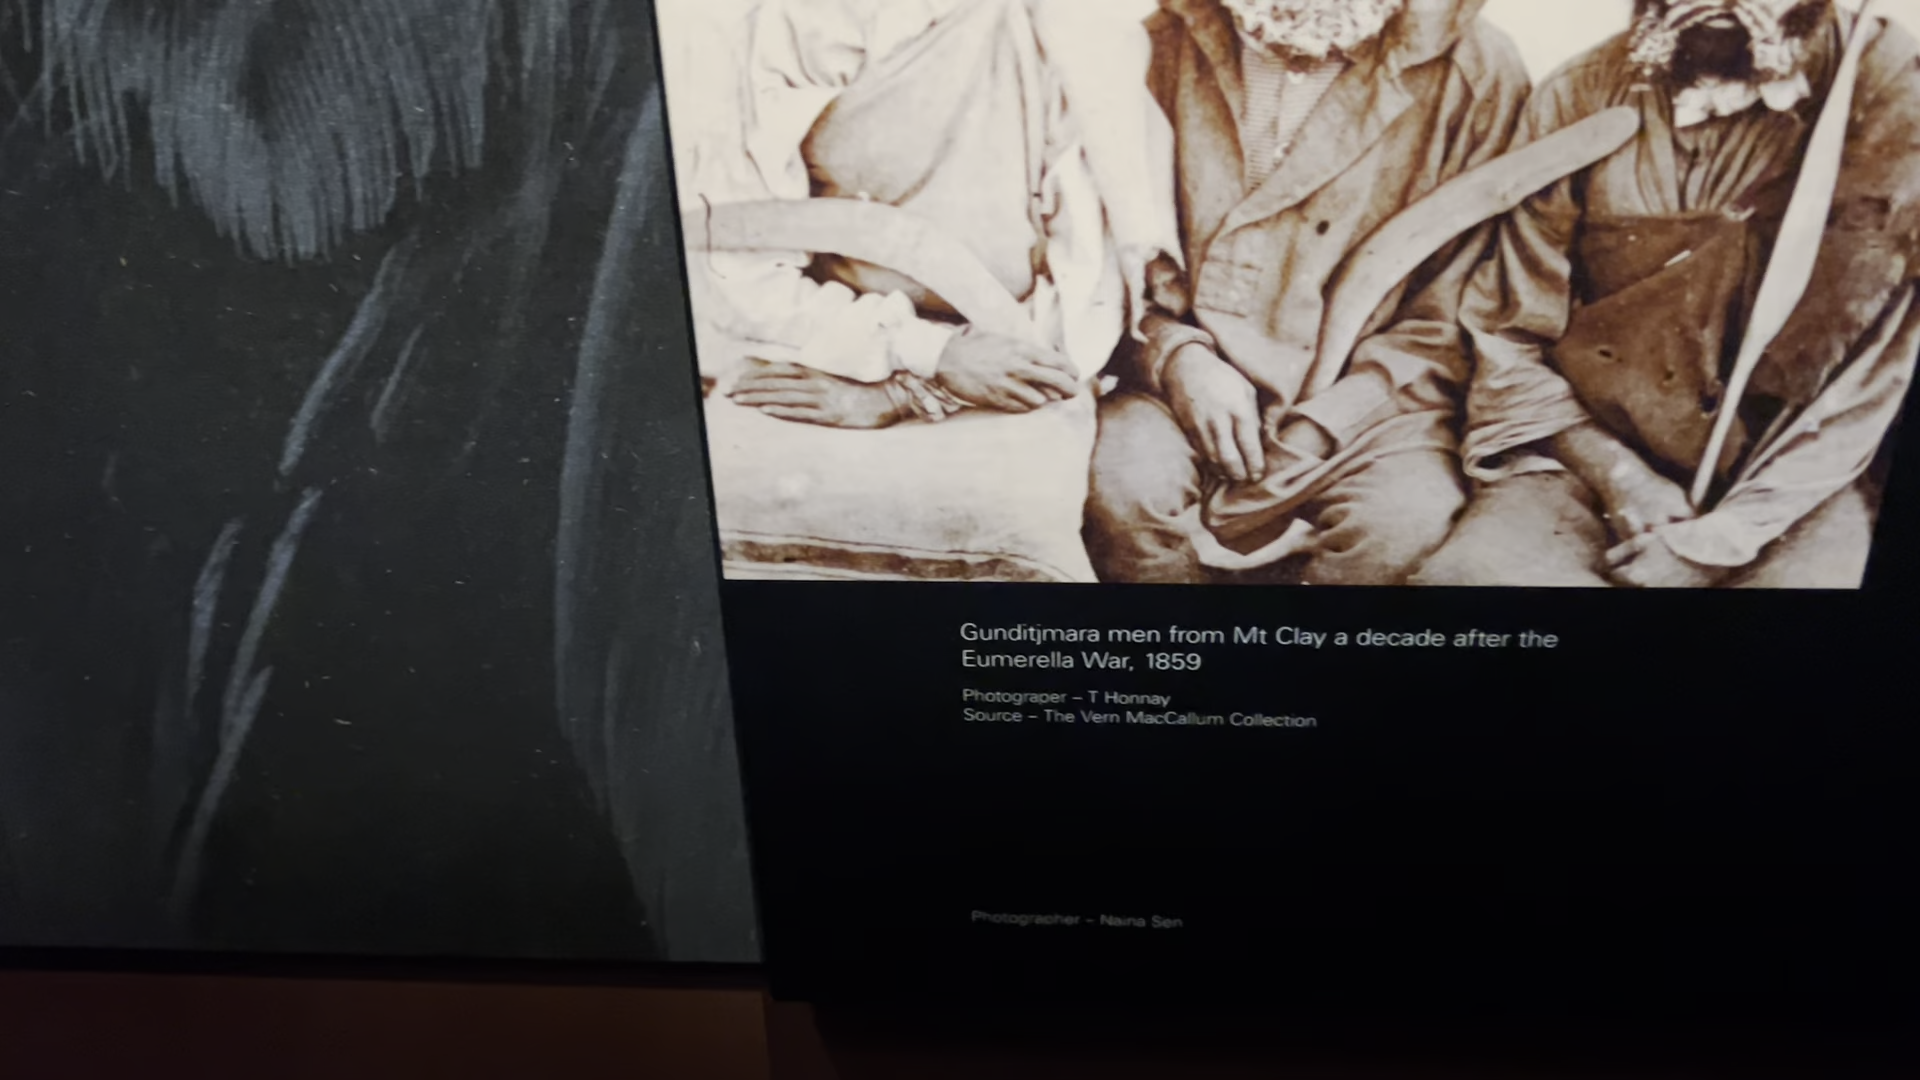 Gunditjmara men from Mt Clay a decade after the
Eumerella War, 1859
Photograper – T Honnay
Source – The Vern MacCallum Collection
Photographer – Naina Sen